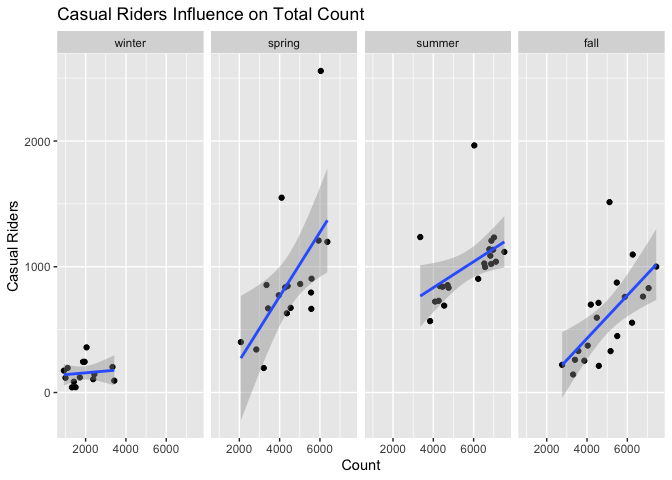 Casual Riders Influence on Total Count
winter spring summer fall
2000
1000
0
2000 4000 6000 2000 4000 6000 2000 4000 6000 2000 4000 6000
Count
Casual Riders